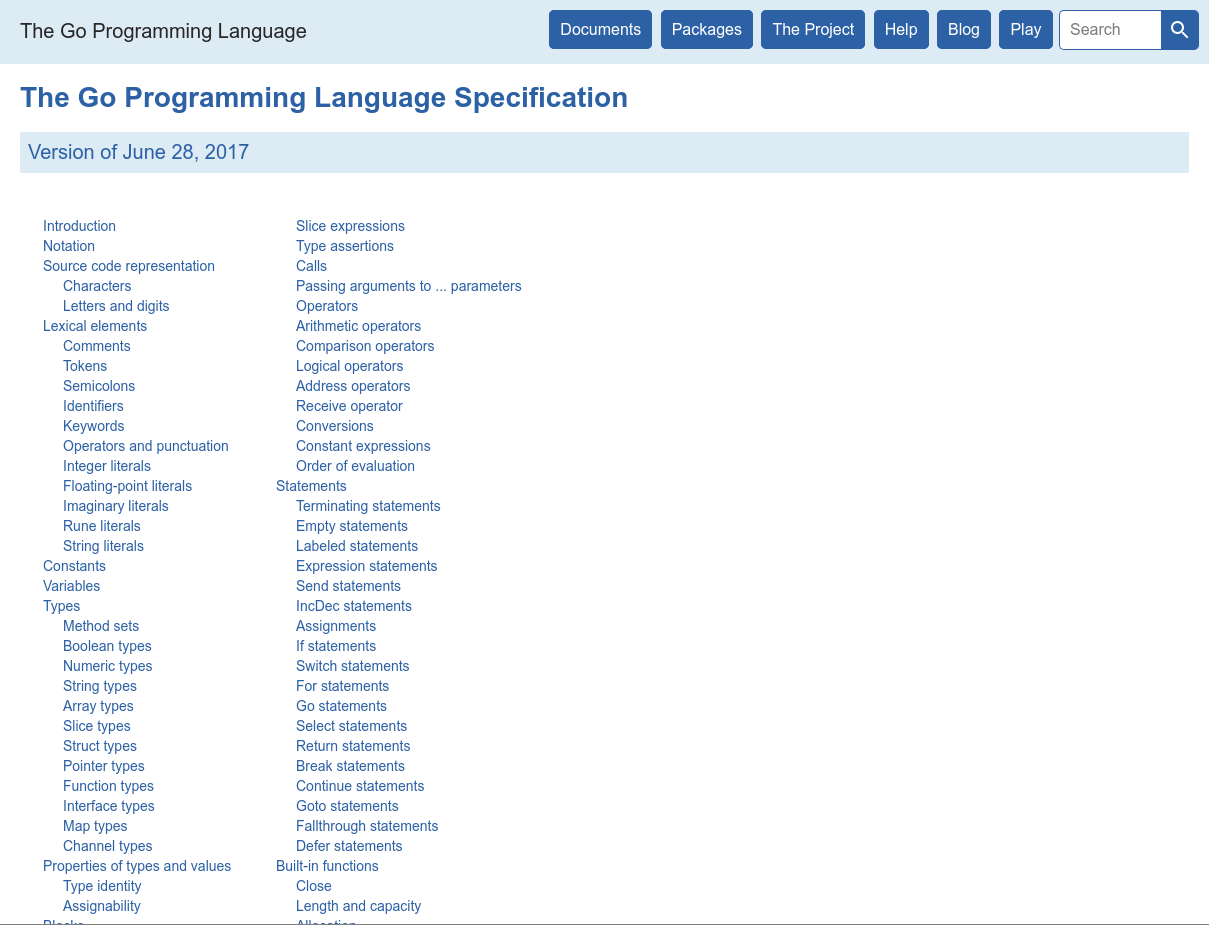 The Go Programming Language
Documents Packages The Project Help Blog Play Search
The Go Programming Language Specification
Version of June 28, 2017
Introduction
Notation
Source code representation
Characters
Letters and digits
Lexical elements
Comments
Tokens
Semicolons
Identifiers
Keywords
Operators and punctuation
Integer literals
Floating-point literals
Imaginary literals
Rune literals
String literals
Constants
Variables
Types
Method sets
Boolean types
Numeric types
String types
Array types
Slice types
Struct types
Pointer types
Function types
Interface types
Map types
Channel types
Properties of types and values
Type identity
Assignability
Blocks
Slice expressions
Type assertions
Calls
Passing arguments to ... parameters
Operators
Arithmetic operators
Comparison operators
Logical operators
Address operators
Receive operator
Conversions
Constant expressions
Order of evaluation
Statements
Terminating statements
Empty statements
Labeled statements
Expression statements
Send statements
IncDec statements
Assignments
If statements
Switch statements
For statements
Go statements
Select statements
Return statements
Break statements
Continue statements
Goto statements
Fallthrough statements
Defer statements
Built-in functions
Close
Length and capacity
Allocation